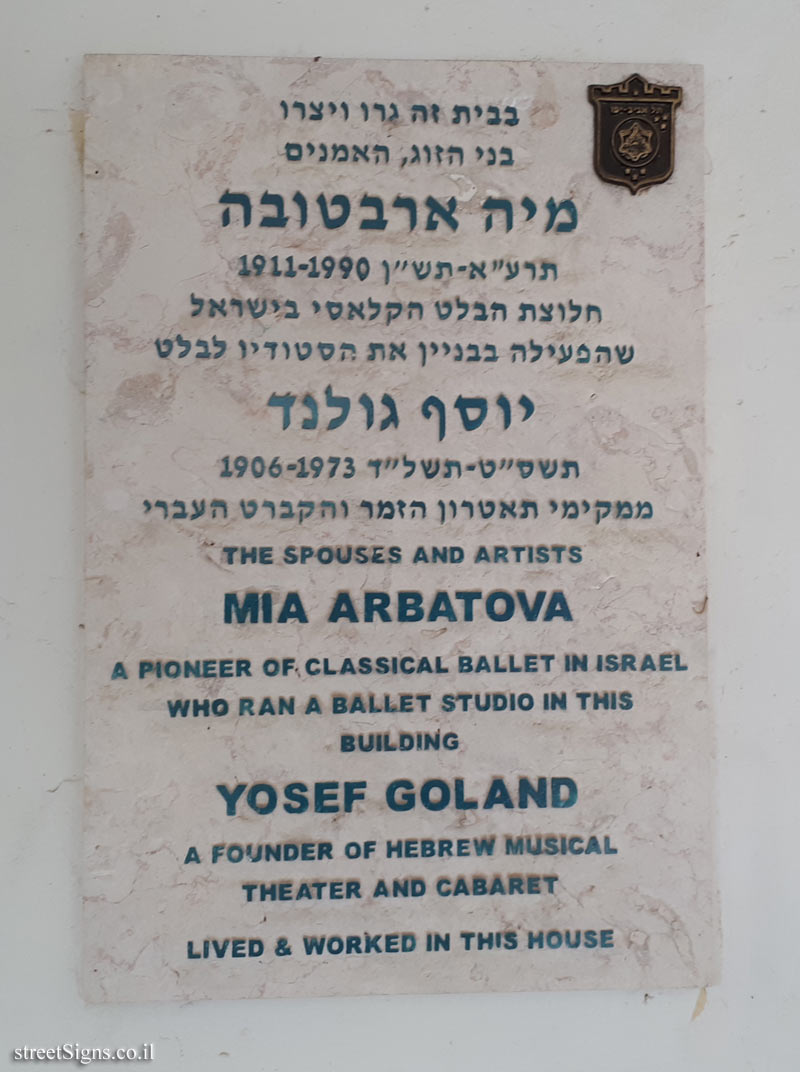 בבית זה גרו ויצרו
בני הזוג, האמנים
מיה ארבטובה
תרע"א-תש"ן 1911-1990
חלוצת הבלט הקלאסי בישראל
שהפעילה בבניין את הסטודיו לבלט
יוסף גולנד
תשס"ט-תשל"ד 1906-1973
ממקימי תאטרון הזמר והקברט העברי
THE SPOUSES AND ARTISTS
MIA ARBATOVA
A PIONEER OF CLASSICAL BALLET IN ISRAEL
WHO RAN A BALLET STUDIO IN THIS
BUILDING
YOSEF GOLAND
A FOUNDER OF HEBREW MUSICAL
THEATER AND CABARET
LIVED & WORKED IN THIS HOUSE
תל אביב-יפו
streetSigns.co.il